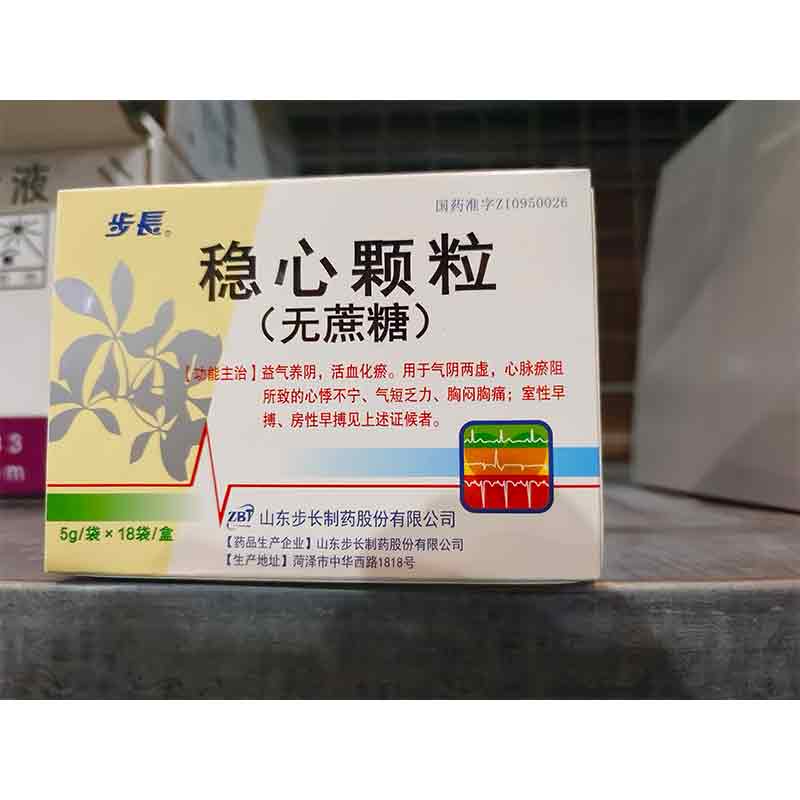 液
步長®
国药准字Z10950026
稳心颗粒
（无蔗糖）
【功能主治】益气养阴，活血化瘀。用于气阴两虚，心脉瘀阻
所致的心悸不宁、气短乏力、胸闷胸痛；室性早
搏、房性早搏见上述证候者。
5g/袋×18袋/盒
ZBT 山东步长制药股份有限公司
【药品生产企业】山东步长制药股份有限公司
【生产地址】菏泽市中华西路1818号